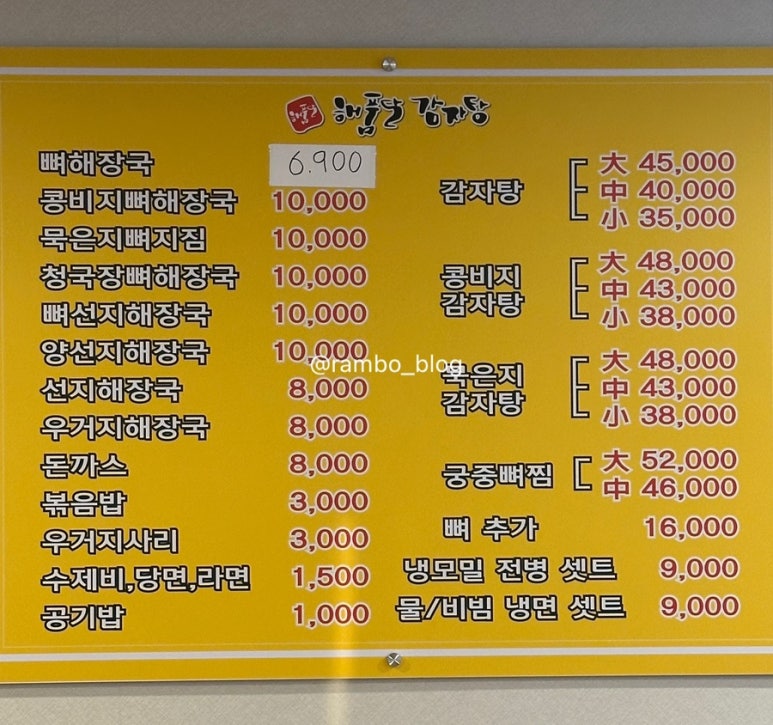 해품달
해품달 감자탕
뼈해장국 6.900
콩비지뼈해장국 10,000
묵은지뼈지짐 10,000
청국장뼈해장국 10,000
뼈선지해장국 10,000
양선지해장국 10,000
선지해장국 8,000
우거지해장국 8,000
돈까스 8,000
볶음밥 3,000
우거지사리 3,000
수제비,당면,라면 1,500
공기밥 1,000
감자탕
大 45,000
中 40,000
小 35,000
콩비지
감자탕
大 48,000
中 43,000
小 38,000
묵은지
감자탕
大 48,000
中 43,000
小 38,000
궁중뼈찜
大 52,000
中 46,000
뼈 추가 16,000
냉모밀 전병 셋트 9,000
물/비빔 냉면 셋트 9,000
@rambo_blog